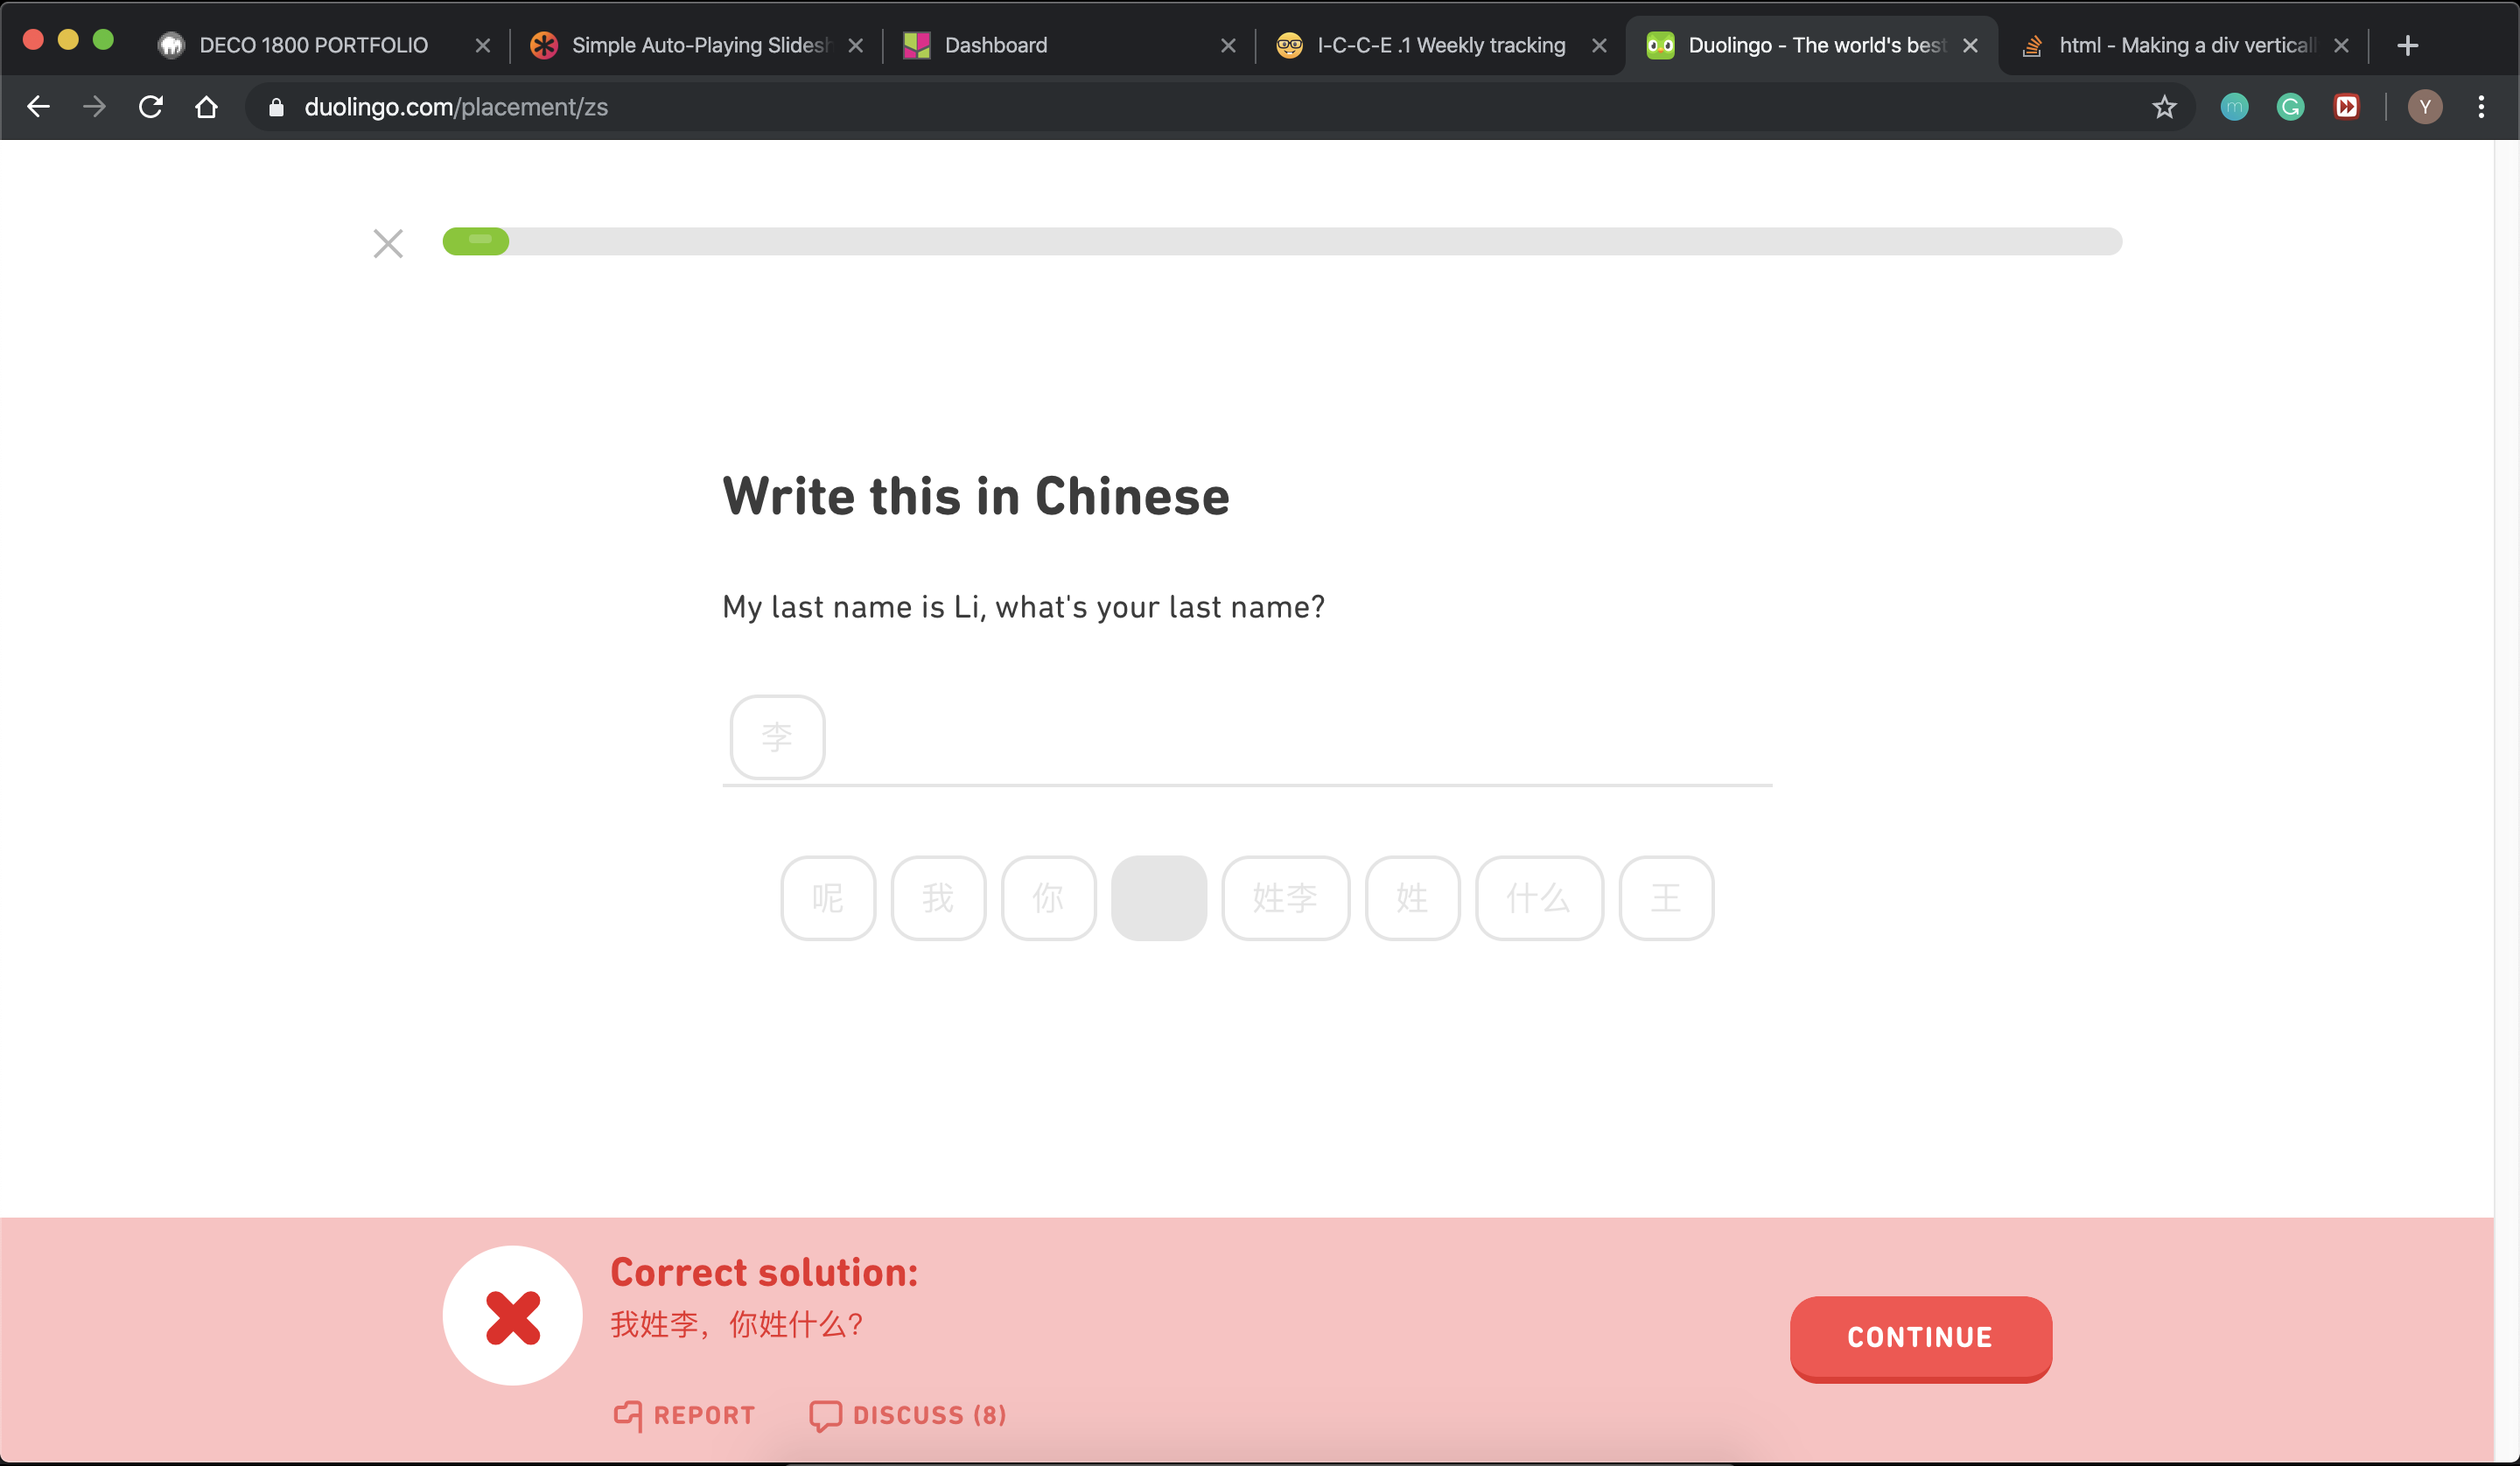 DECO 1800 PORTFOLIO
Simple Auto-Playing Slidesh
Dashboard
I-C-C-E .1 Weekly tracking
Duolingo - The world's best
html - Making a div verticall
duolingo.com/placement/zs
Y
Write this in Chinese
My last name is Li, what's your last name?
李
呢 我 你 姓李 姓 什么 王
Correct solution:
我姓李，你姓什么？
CONTINUE
REPORT DISCUSS (8)